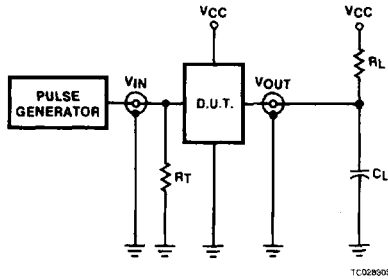 VCC
VCC
RL
VIN
VOUT
PULSE
GENERATOR
D.U.T.
RT
CL